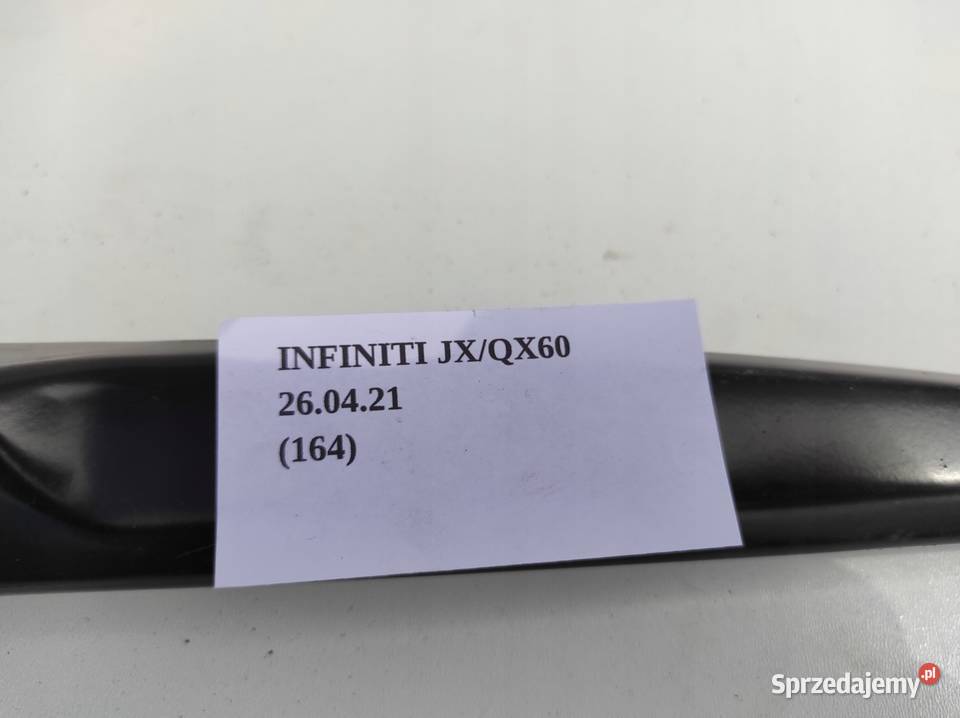 INFINITI JX/QX60
26.04.21
(164)
Sprzedajemy.pl